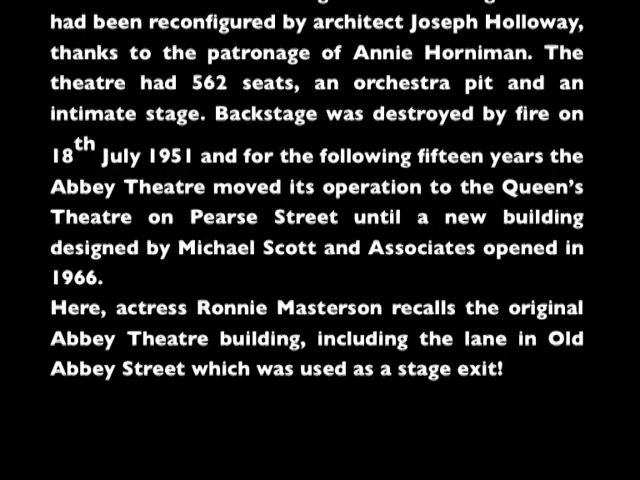 had been reconfigured by architect Joseph Holloway,
thanks to the patronage of Annie Horniman. The
theatre had 562 seats, an orchestra pit and an
intimate stage. Backstage was destroyed by fire on
18th July 1951 and for the following fifteen years the
Abbey Theatre moved its operation to the Queen's
Theatre on Pearse Street until a new building
designed by Michael Scott and Associates opened in
1966.
Here, actress Ronnie Masterson recalls the original
Abbey Theatre building, including the lane in Old
Abbey Street which was used as a stage exit!